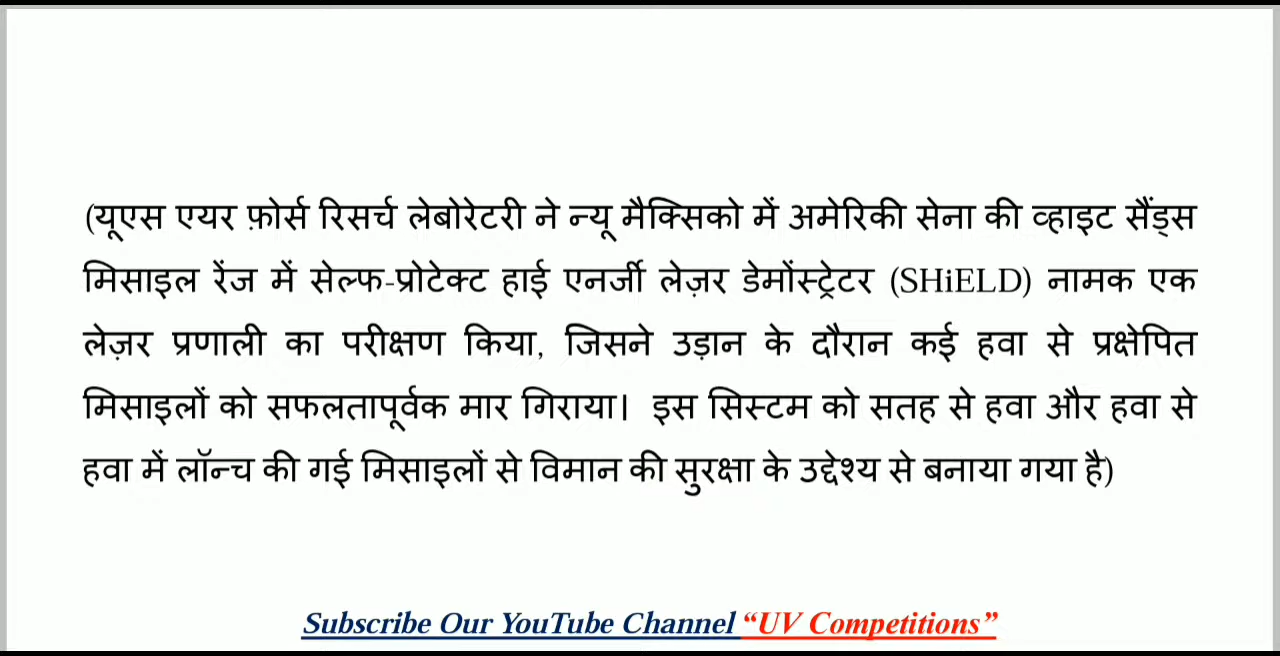 (यूएस एयर फ़ोर्स रिसर्च लेबोरेटरी ने न्यू मैक्सिको में अमेरिकी सेना की व्हाइट सैंड्स
मिसाइल रेंज में सेल्फ-प्रोटेक्ट हाई एनर्जी लेज़र डेमोंस्ट्रेटर (SHiELD) नामक एक
लेज़र प्रणाली का परीक्षण किया, जिसने उड़ान के दौरान कई हवा से प्रक्षेपित
मिसाइलों को सफलतापूर्वक मार गिराया। इस सिस्टम को सतह से हवा और हवा से
हवा में लॉन्च की गई मिसाइलों से विमान की सुरक्षा के उद्देश्य से बनाया गया है)
Subscribe Our YouTube Channel “UV Competitions”